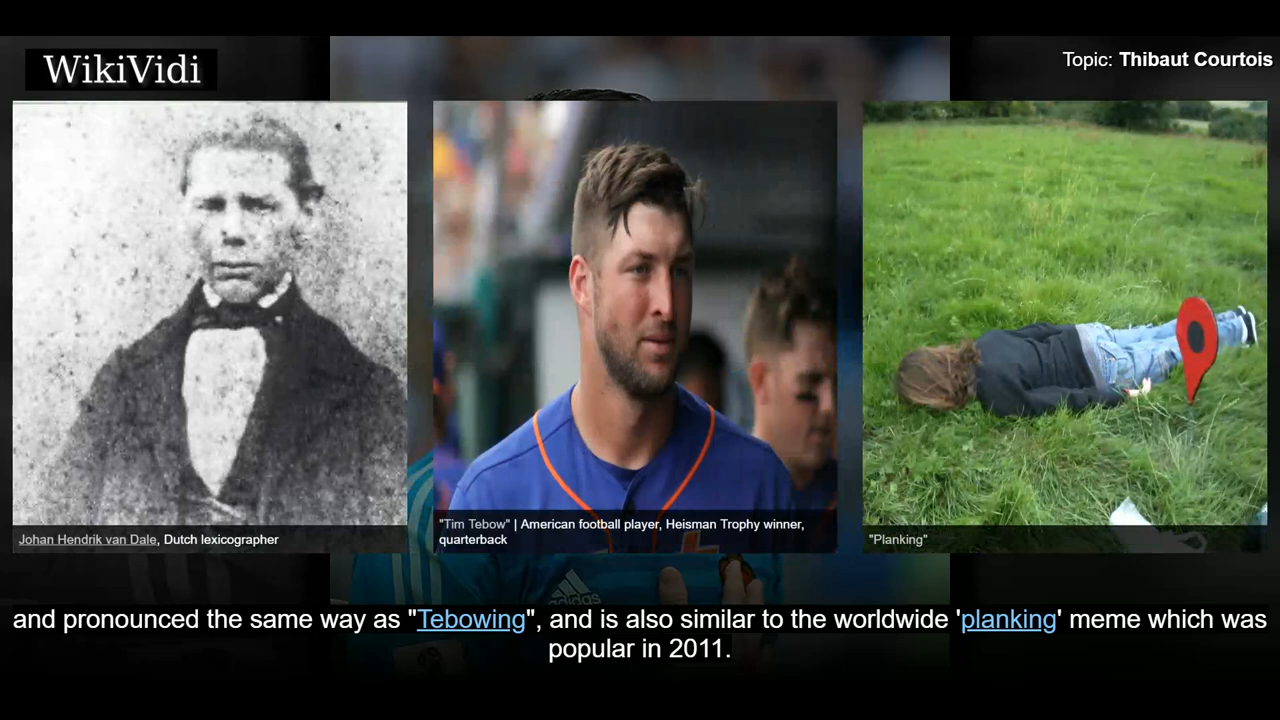 WikiVidi
Topic: Thibaut Courtois
Johan Hendrik van Dale, Dutch lexicographer
"Tim Tebow" | American football player, Heisman Trophy winner,
quarterback
"Planking"
adidas
and pronounced the same way as "Tebowing", and is also similar to the worldwide 'planking' meme which was
popular in 2011.